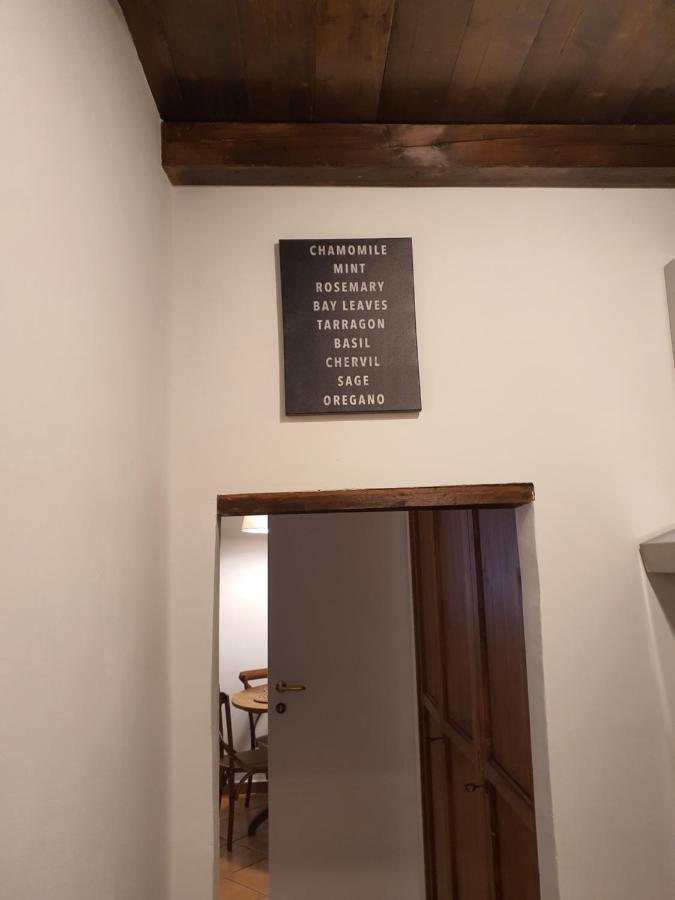 CHAMOMILE
MINT
ROSEMARY
BAY LEAVES
TARRAGON
BASIL
CHERVIL
SAGE
OREGANO